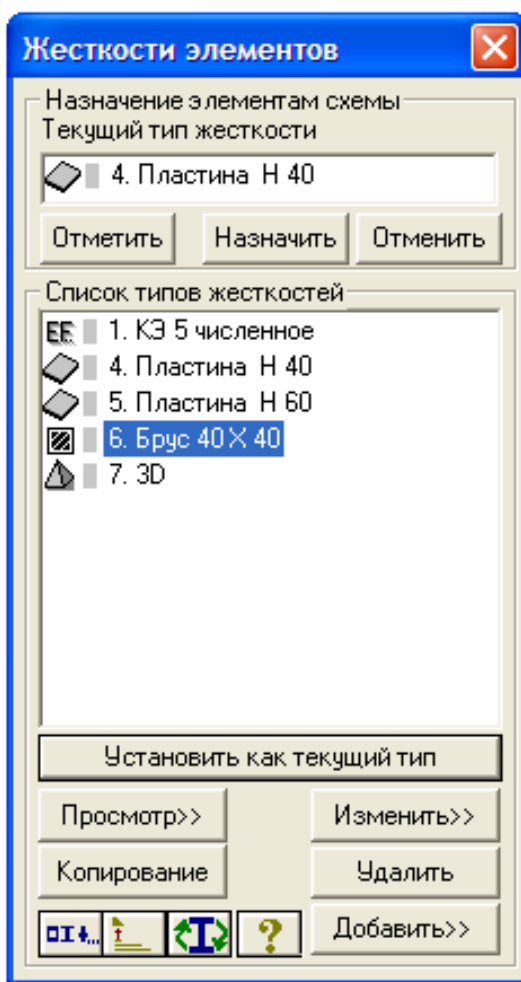 Жесткости элементов
Назначение элементам схемы
Текущий тип жесткости
4. Пластина H 40
Отметить Назначить Отменить
Список типов жесткостей
1. КЭ 5 численное
4. Пластина H 40
5. Пластина H 60
6. Брус 40 X 40
7. 3D
Установить как текущий тип
Просмотр>> Изменить>>
Копирование Удалить
Добавить>>